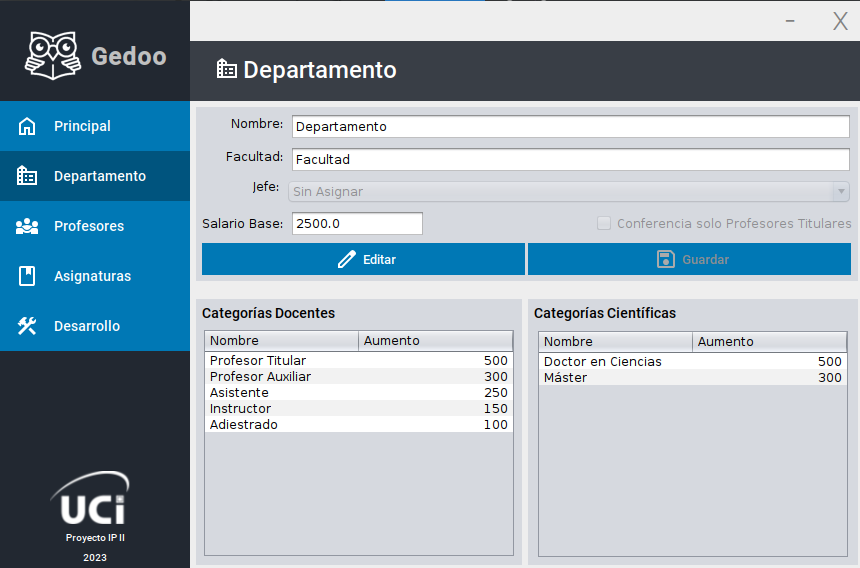 Gedoo
Principal
Departamento
Profesores
Asignaturas
Desarrollo
UCi
Proyecto IP II
2023
– X
Departamento
Nombre: Departamento
Facultad: Facultad
Jefe: Sin Asignar
Salario Base: 2500.0 Conferencia solo Profesores Titulares
Editar Guardar
Categorías Docentes
Nombre Aumento
Profesor Titular 500
Profesor Auxiliar 300
Asistente 250
Instructor 150
Adiestrado 100
Categorías Científicas
Nombre Aumento
Doctor en Ciencias 500
Máster 300